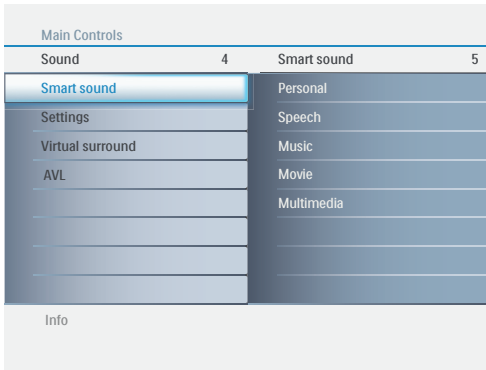 Main Controls
Sound 4 Smart sound 5
Smart sound Personal
Settings Speech
Virtual surround Music
AVL Movie
Multimedia
Info